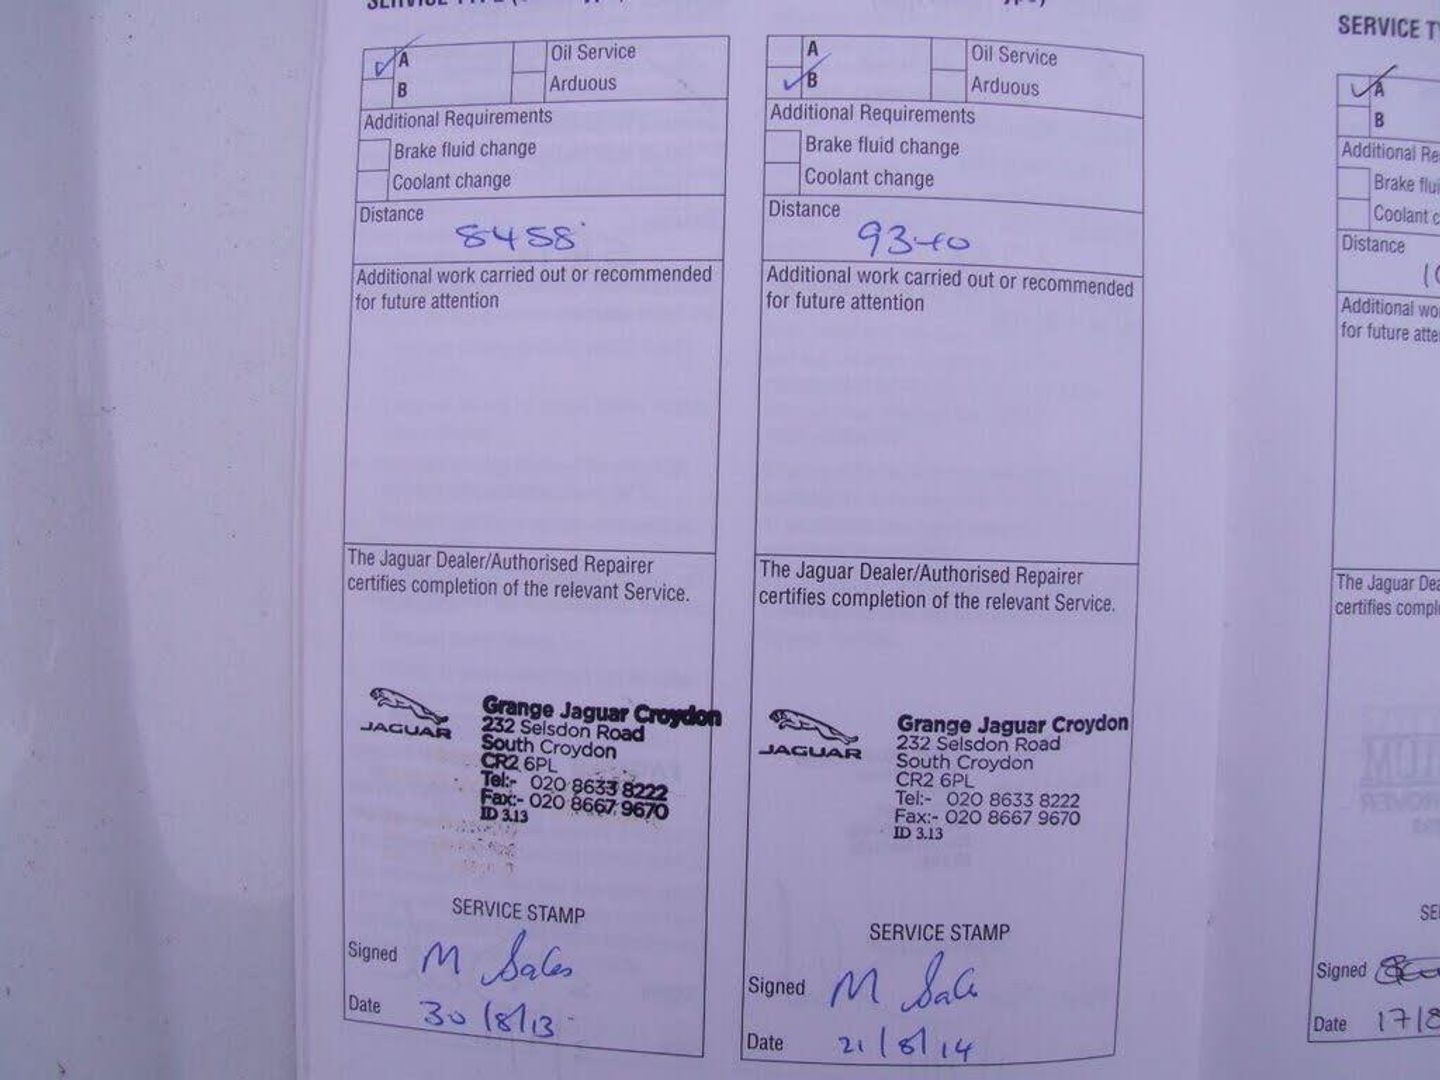 A
Oil Service
B
Arduous
Additional Requirements
Brake fluid change
Coolant change
Distance
8458
Additional work carried out or recommended
for future attention
The Jaguar Dealer/Authorised Repairer
certifies completion of the relevant Service.
JAGUAR
Grange Jaguar Croydon
232 Selsdon Road
South Croydon
CR2 6PL
Tel:- 020 8633 8222
Fax:- 020 8667 9670
ID 3.13
SERVICE STAMP
Signed M Sales
Date 30/8/13
A
Oil Service
B
Arduous
Additional Requirements
Brake fluid change
Coolant change
Distance
9340
Additional work carried out or recommended
for future attention
The Jaguar Dealer/Authorised Repairer
certifies completion of the relevant Service.
JAGUAR
Grange Jaguar Croydon
232 Selsdon Road
South Croydon
CR2 6PL
Tel:- 020 8633 8222
Fax:- 020 8667 9670
ID 3.13
SERVICE STAMP
Signed M Sales
Date 21/8/14
SERVICE
A
B
Additional
Brake
Coolant
Distance
Additional
for future
The Jaguar
certifies
Signed
Date 17/8